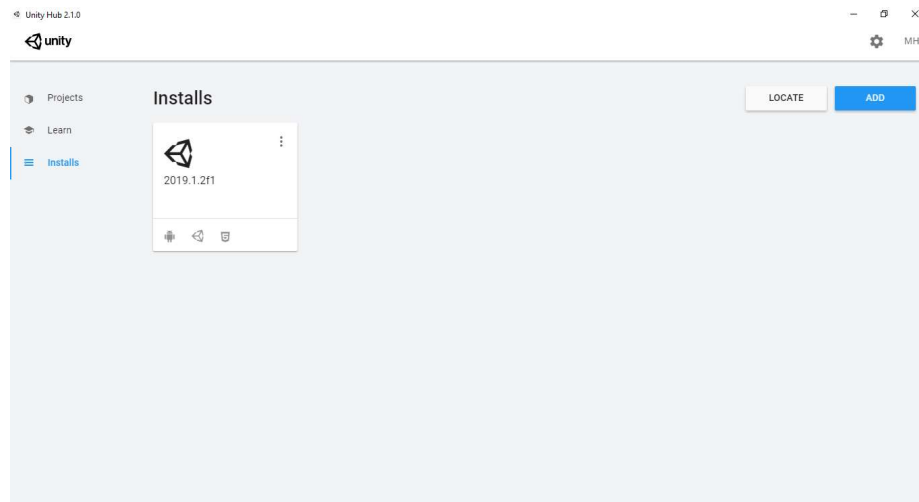 Unity Hub 2.1.0
unity
MH
Projects
Learn
Installs
Installs
LOCATE
ADD
2019.1.2f1